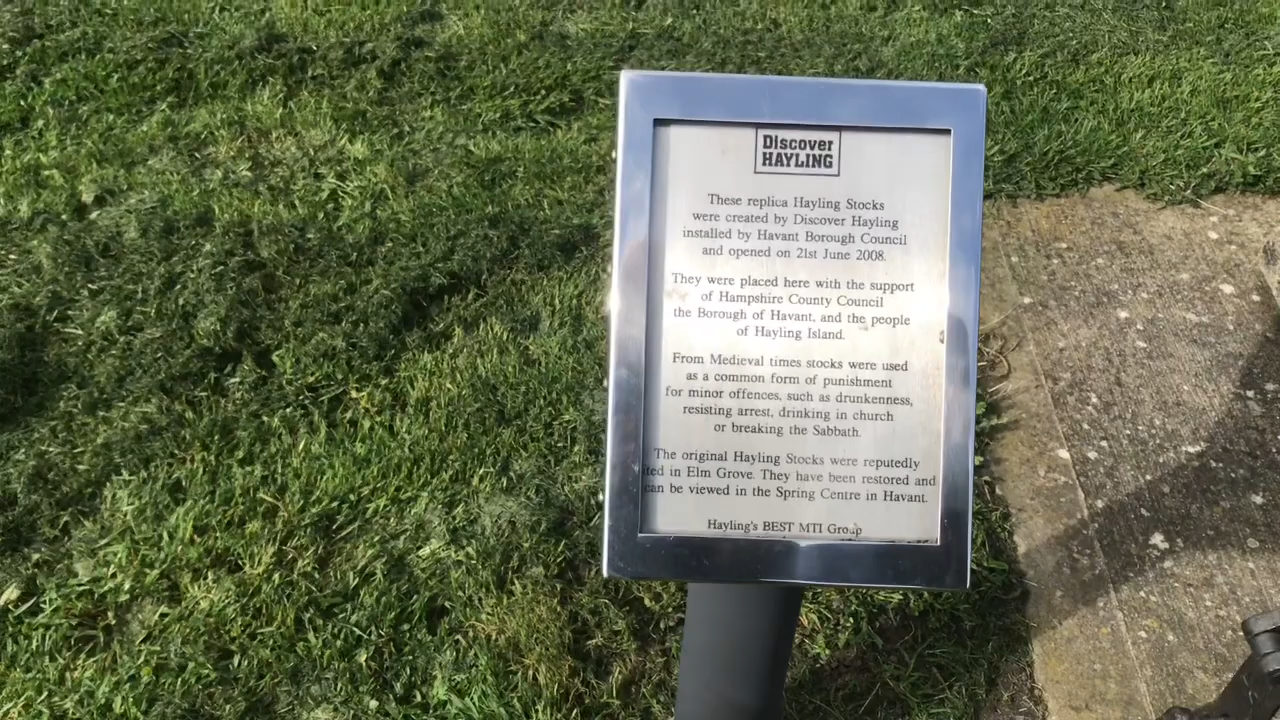 Discover
HAYLING
These replica Hayling Stocks
were created by Discover Hayling
installed by Havant Borough Council
and opened on 21st June 2008.
They were placed here with the support
of Hampshire County Council
the Borough of Havant, and the people
of Hayling Island.
From Medieval times stocks were used
as a common form of punishment
for minor offences, such as drunkenness,
resisting arrest, drinking in church
or breaking the Sabbath.
The original Hayling Stocks were reputedly
in Elm Grove. They have been restored and
can be viewed in the Spring Centre in Havant.
Hayling's BEST MTI Group